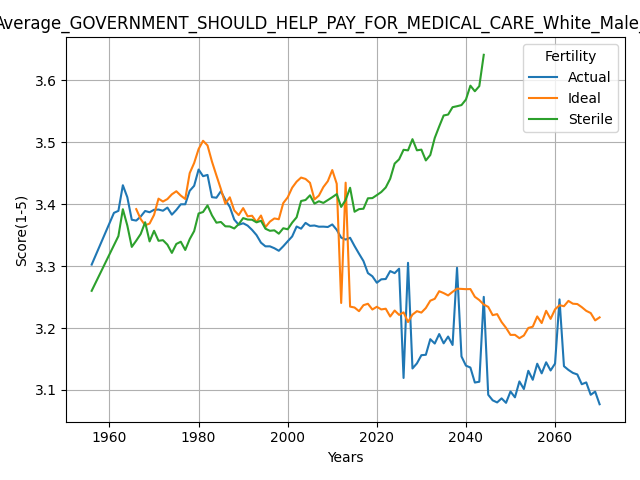 Average_GOVERNMENT_SHOULD_HELP_PAY_FOR_MEDICAL_CARE_White_Male_
Fertility
Actual
Ideal
Sterile
Score(1-5)
3.6
3.5
3.4
3.3
3.2
3.1
1960 1980 2000 2020 2040 2060
Years